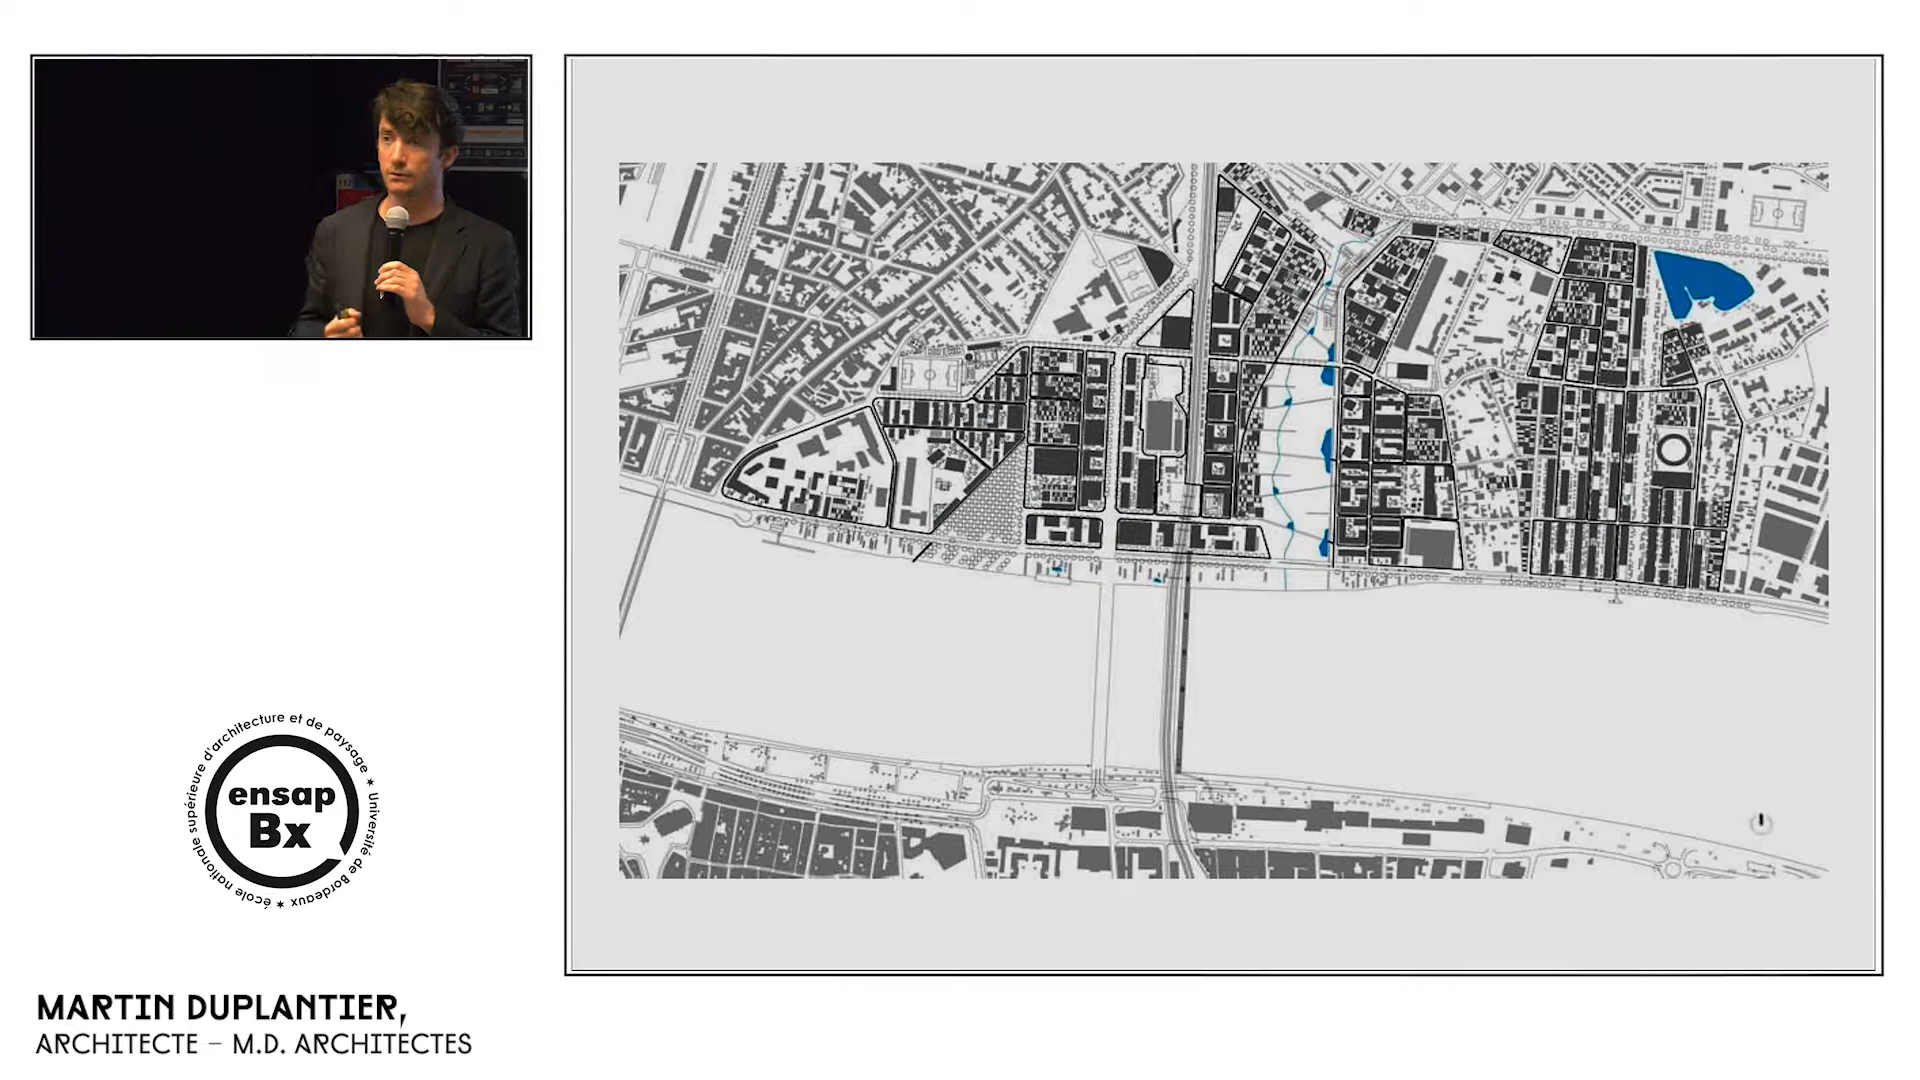 école nationale supérieure d'architecture et de paysage ✶ Université de Bordeaux ✶
ensap
Bx
MARTIN DUPLANTIER,
ARCHITECTE – M.D. ARCHITECTES